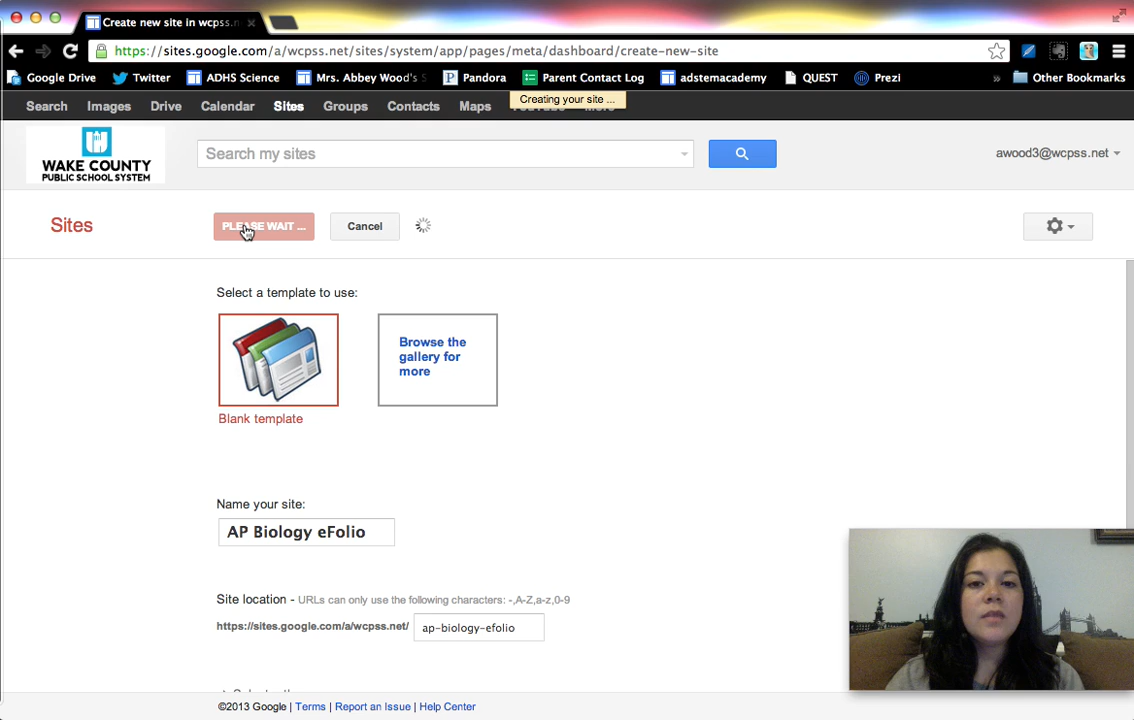 Create new site in wcpss.n
https://sites.google.com/a/wcpss.net/sites/system/app/pages/meta/dashboard/create-new-site
Google Drive Twitter ADHS Science Mrs. Abbey Wood's S Pandora Parent Contact Log adstemacademy QUEST Prezi » Other Bookmarks
Creating your site ...
Search Images Drive Calendar Sites Groups Contacts Maps
WAKE COUNTY
PUBLIC SCHOOL SYSTEM
Search my sites
awood3@wcpss.net
Sites
PLEASE WAIT ...
Cancel
Select a template to use:
Browse the
gallery for
more
Blank template
Name your site:
AP Biology eFolio
Site location - URLs can only use the following characters: -,A-Z,a-z,0-9
https://sites.google.com/a/wcpss.net/ ap-biology-efolio
©2013 Google | Terms | Report an Issue | Help Center